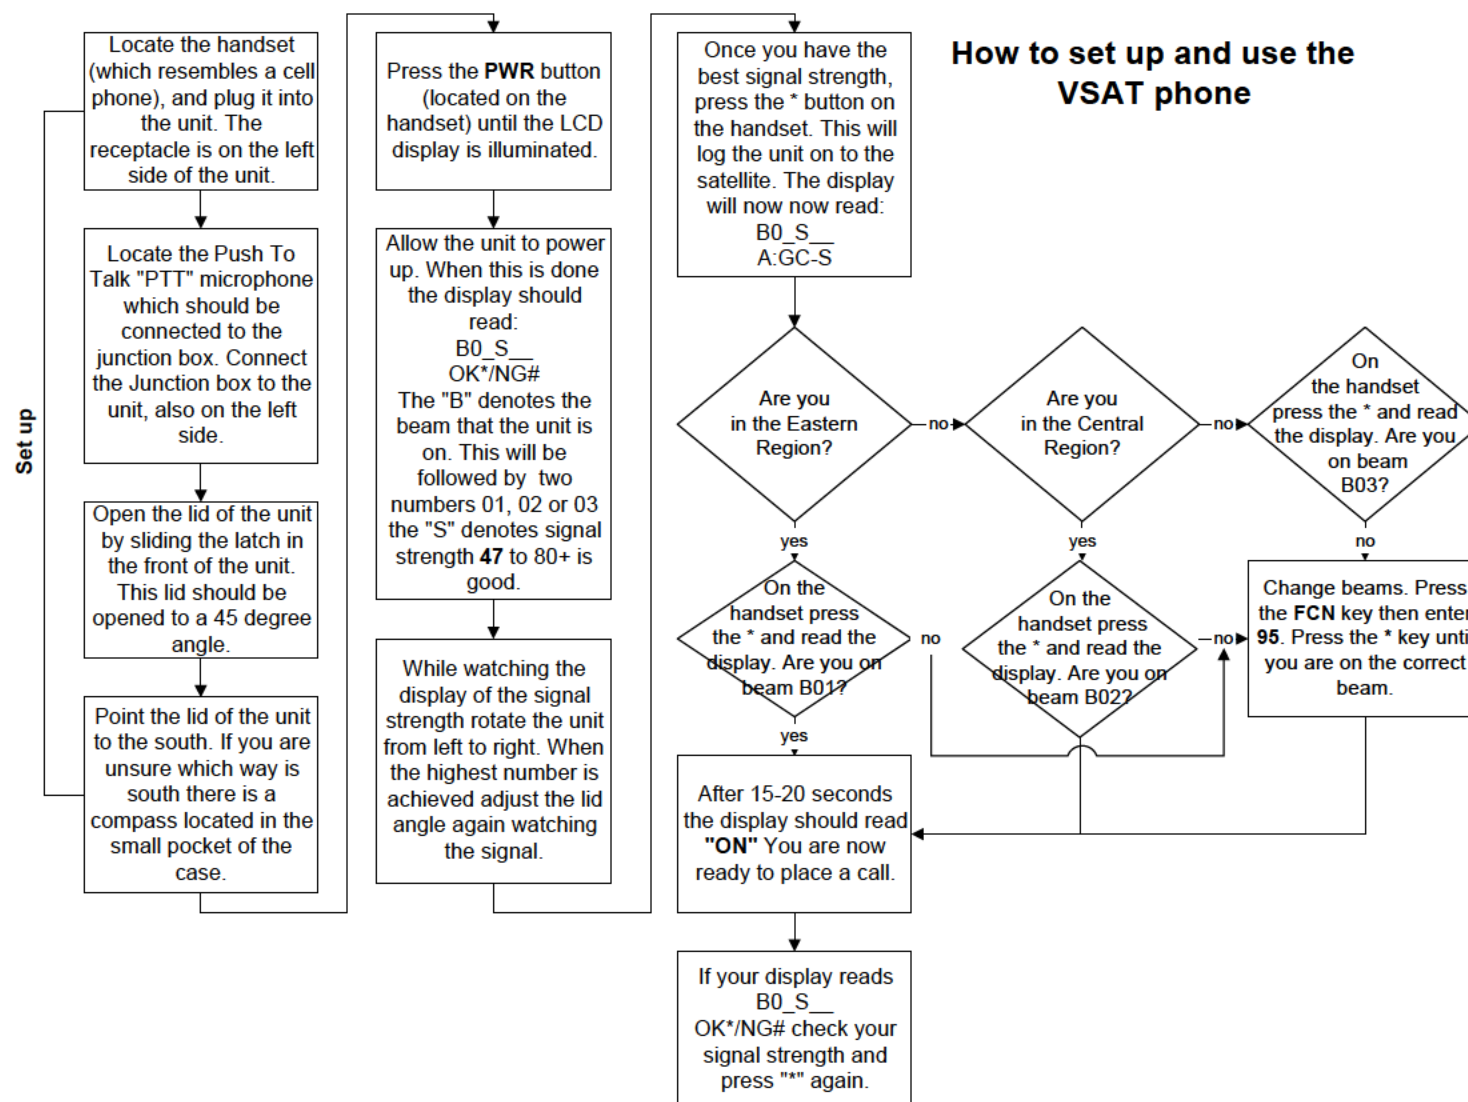 How to set up and use the
VSAT phone
Set up
Locate the handset
(which resembles a cell
phone), and plug it into
the unit. The
receptacle is on the left
side of the unit.
Locate the Push To
Talk "PTT" microphone
which should be
connected to the
junction box. Connect
the Junction box to the
unit, also on the left
side.
Open the lid of the unit
by sliding the latch in
the front of the unit.
This lid should be
opened to a 45 degree
angle.
Point the lid of the unit
to the south. If you are
unsure which way is
south there is a
compass located in the
small pocket of the
case.
Press the PWR button
(located on the
handset) until the LCD
display is illuminated.
Allow the unit to power
up. When this is done
the display should
read:
B0_S__
OK*/NG#
The "B" denotes the
beam that the unit is
on. This will be
followed by two
numbers 01, 02 or 03
the "S" denotes signal
strength 47 to 80+ is
good.
While watching the
display of the signal
strength rotate the unit
from left to right. When
the highest number is
achieved adjust the lid
angle again watching
the signal.
Once you have the
best signal strength,
press the * button on
the handset. This will
log the unit on to the
satellite. The display
will now now read:
B0_S__
A:GC-S
Are you
in the Eastern
Region?
no
Are you
in the Central
Region?
no
On
the handset
press the * and read
the display. Are you
on beam
B03?
yes
yes
no
On the
handset press
the * and read the
display. Are you on
beam B01?
no
On the
handset press
the * and read the
display. Are you on
beam B02?
no
Change beams. Press
the FCN key then enter
95. Press the * key until
you are on the correct
beam.
yes
After 15-20 seconds
the display should read
"ON" You are now
ready to place a call.
If your display reads
B0_S__
OK*/NG# check your
signal strength and
press "*" again.